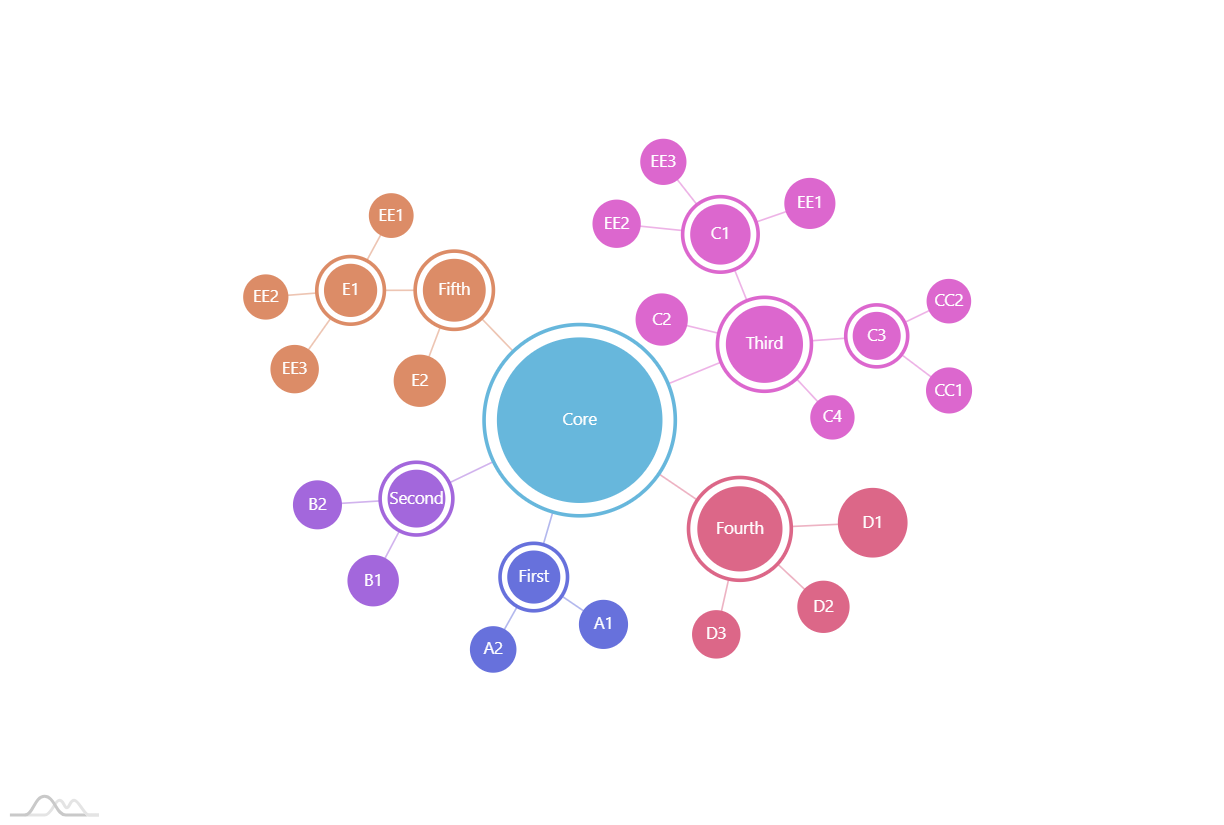 EE3
EE1
EE1
EE2
C1
E1
Fifth
EE2
CC2
C2
C3
Third
EE3
E2
CC1
C4
Core
Second
B2
Fourth
D1
First
B1
D2
A1
D3
A2